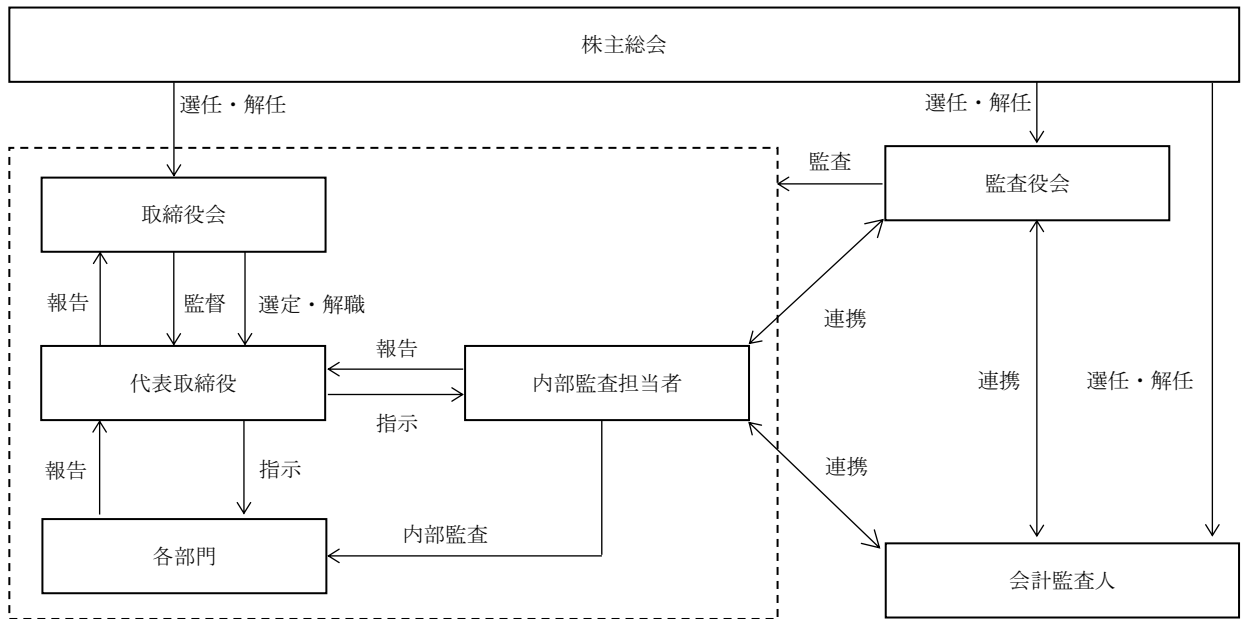 株主総会
選任・解任
選任・解任
監査
監査役会
取締役会
報告
監督
選定・解職
連携
報告
代表取締役
内部監査担当者
連携
選任・解任
指示
報告
指示
連携
内部監査
各部門
会計監査人